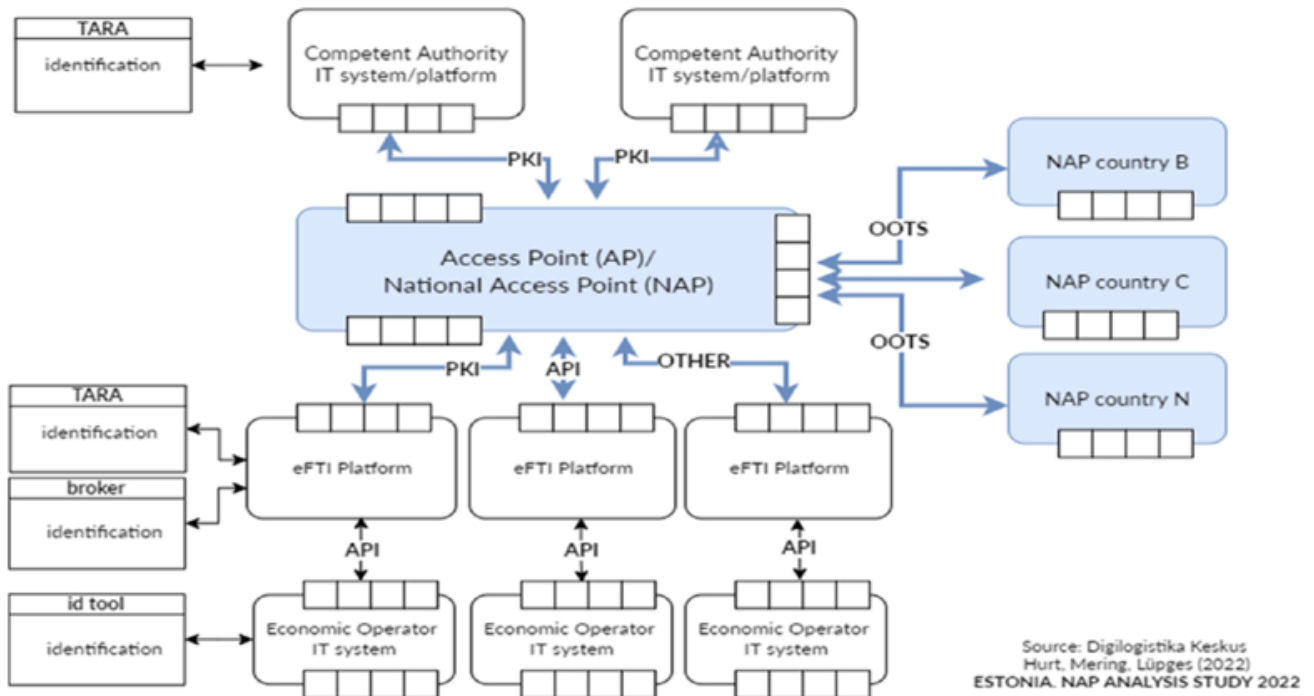 TARA
identification
Competent Authority
IT system/platform
Competent Authority
IT system/platform
PKI
PKI
NAP country B
OOTS
Access Point (AP)/
National Access Point (NAP)
NAP country C
OOTS
PKI
API
OTHER
NAP country N
TARA
identification
eFTI Platform
eFTI Platform
eFTI Platform
broker
identification
API
API
API
id tool
identification
Economic Operator
IT system
Economic Operator
IT system
Economic Operator
IT system
Source: Digilogistika Keskus
Hurt, Mering, Lüpges (2022)
ESTONIA. NAP ANALYSIS STUDY 2022